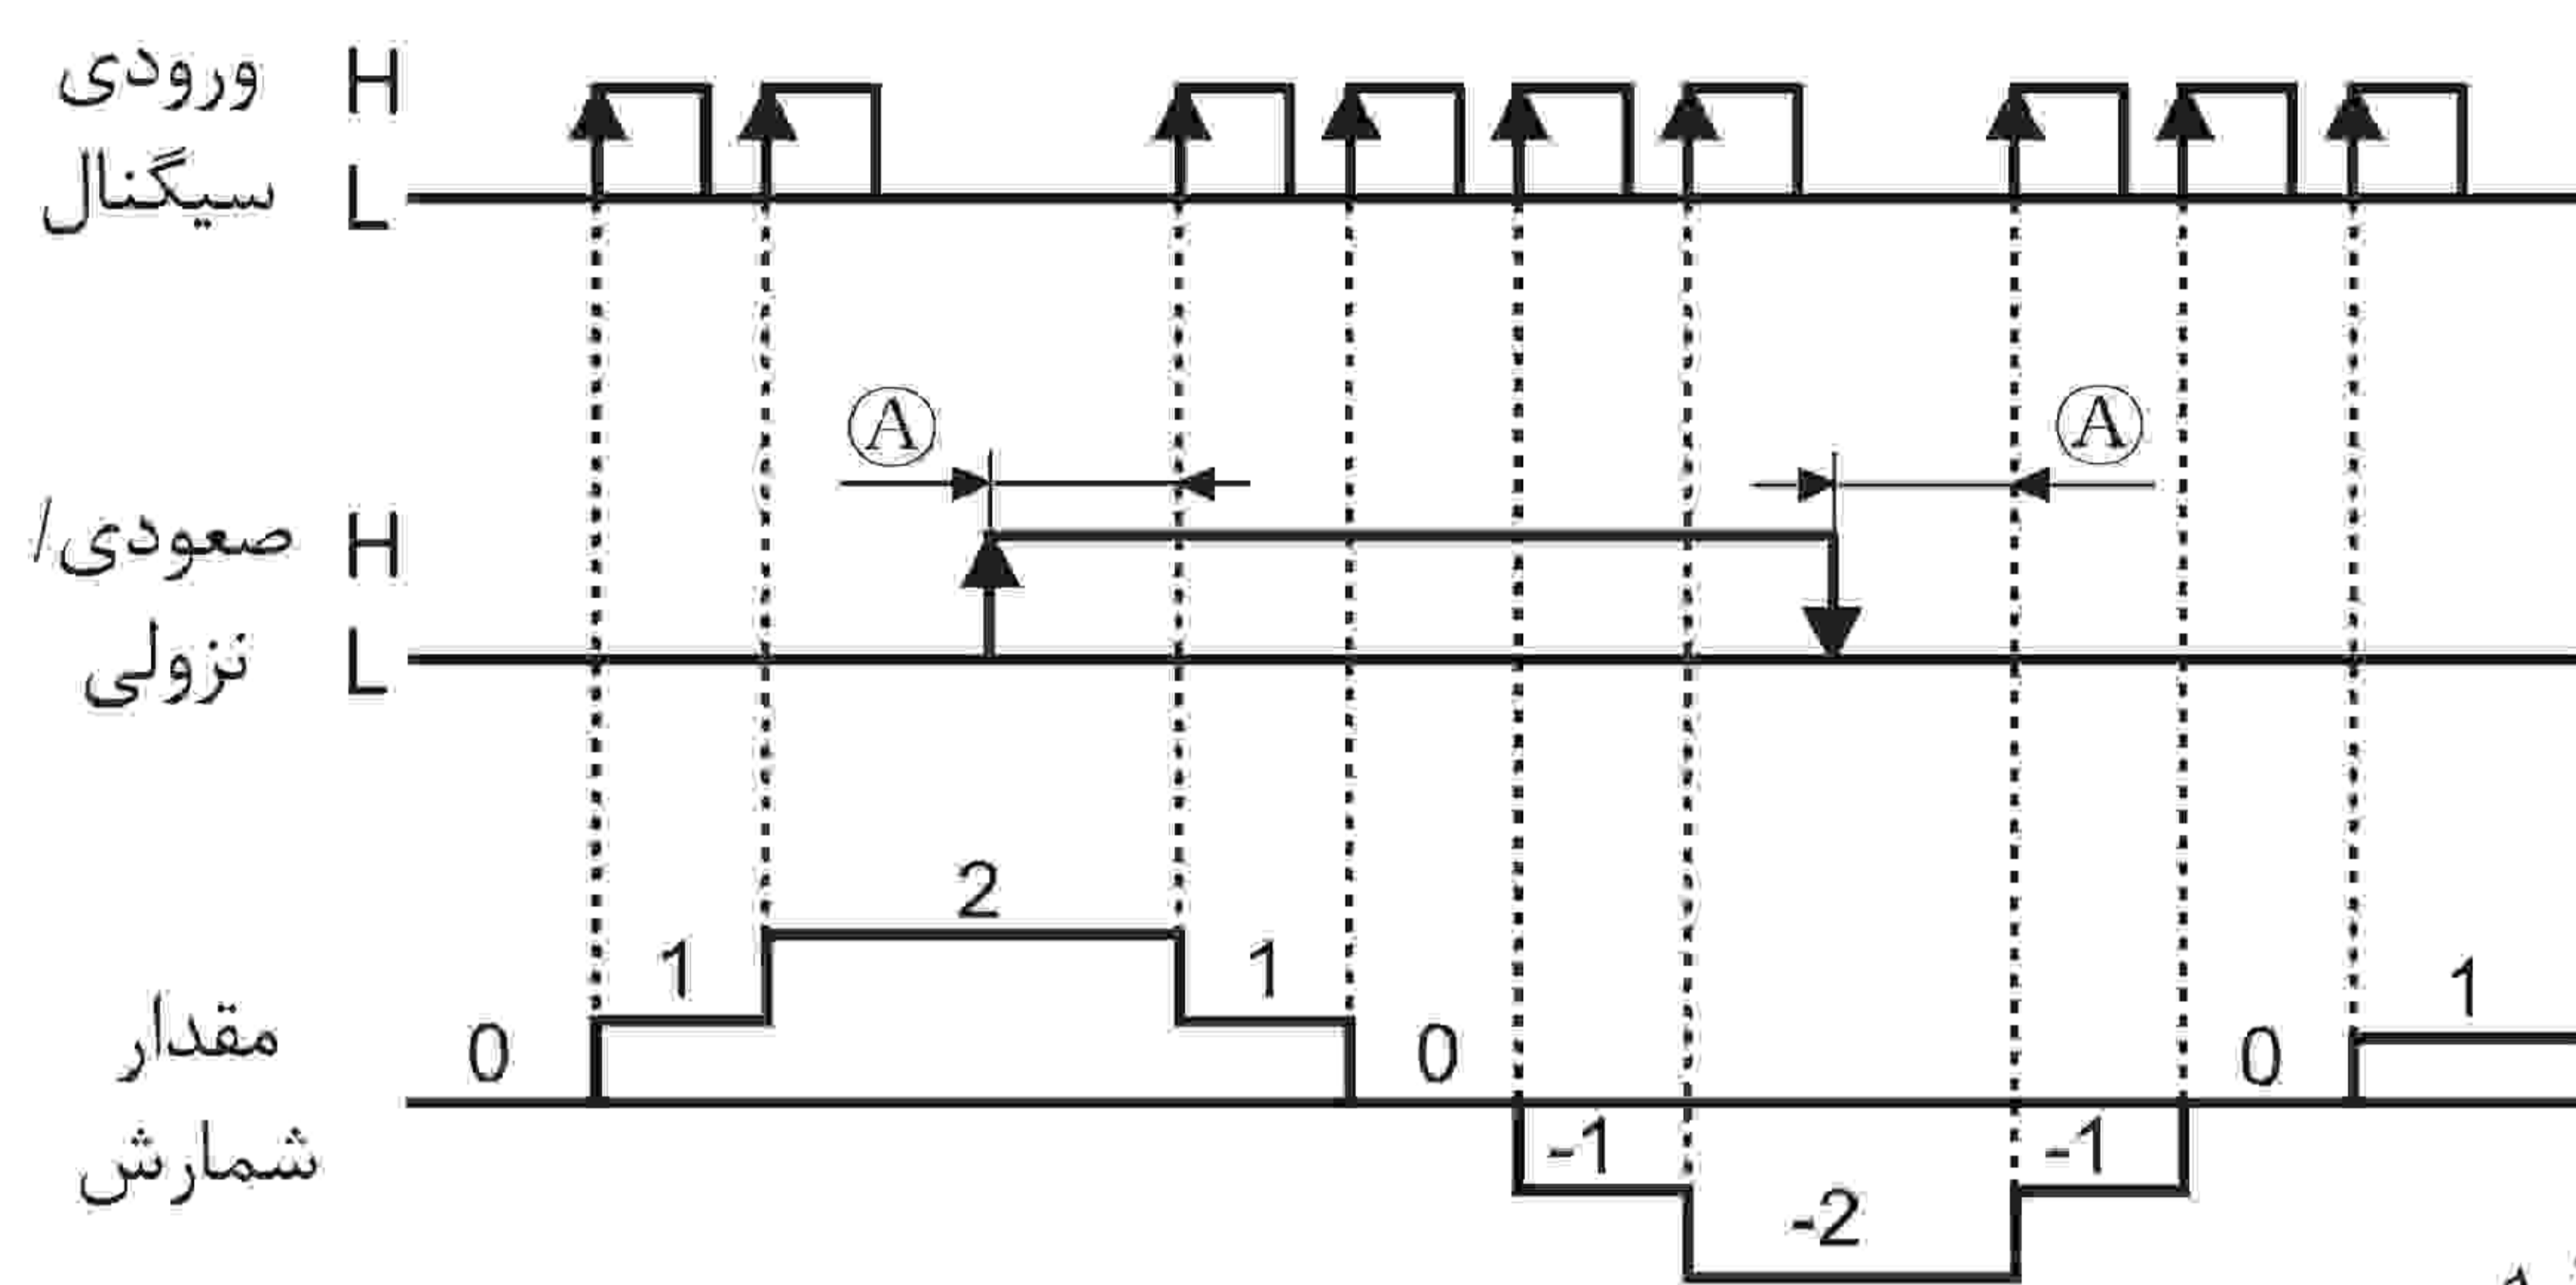 ورودی H
سیگنال L
Ⓐ Ⓐ
صعودی/ H
نزولی L
2
1 1 1
مقدار 0 0 0
شمارش -1 -1
-2